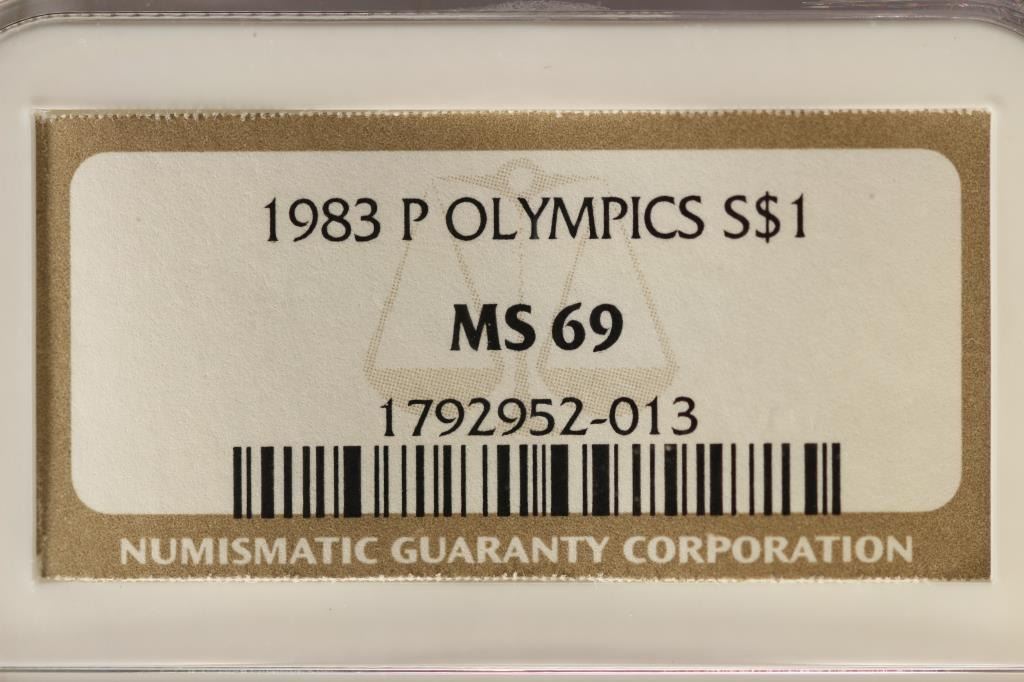 1983 P OLYMPICS S$1
MS 69
1792952-013
NUMISMATIC GUARANTY CORPORATION